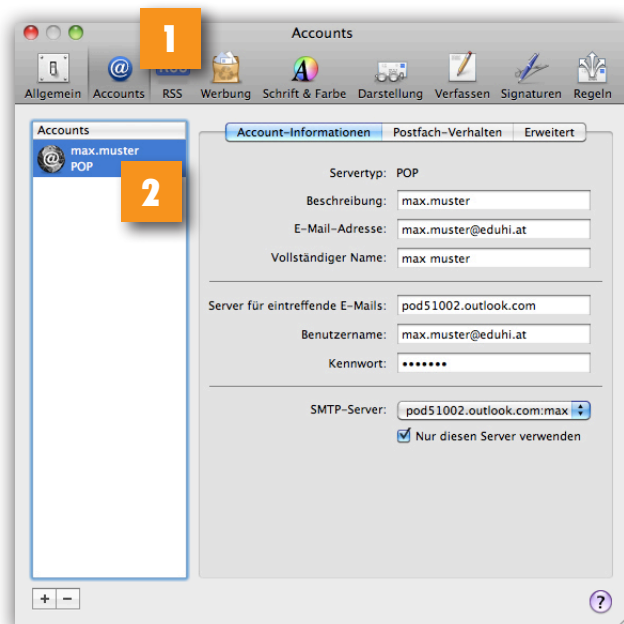 1
Accounts
Allgemein Accounts RSS Werbung Schrift & Farbe Darstellung Verfassen Signaturen Regeln
Accounts
max.muster
POP
2
Account-Informationen Postfach-Verhalten Erweitert
Servertyp: POP
Beschreibung: max.muster
E-Mail-Adresse: max.muster@eduhi.at
Vollständiger Name: max muster
Server für eintreffende E-Mails: pod51002.outlook.com
Benutzername: max.muster@eduhi.at
Kennwort: •••••••
SMTP-Server: pod51002.outlook.com:max
Nur diesen Server verwenden
+ − ?